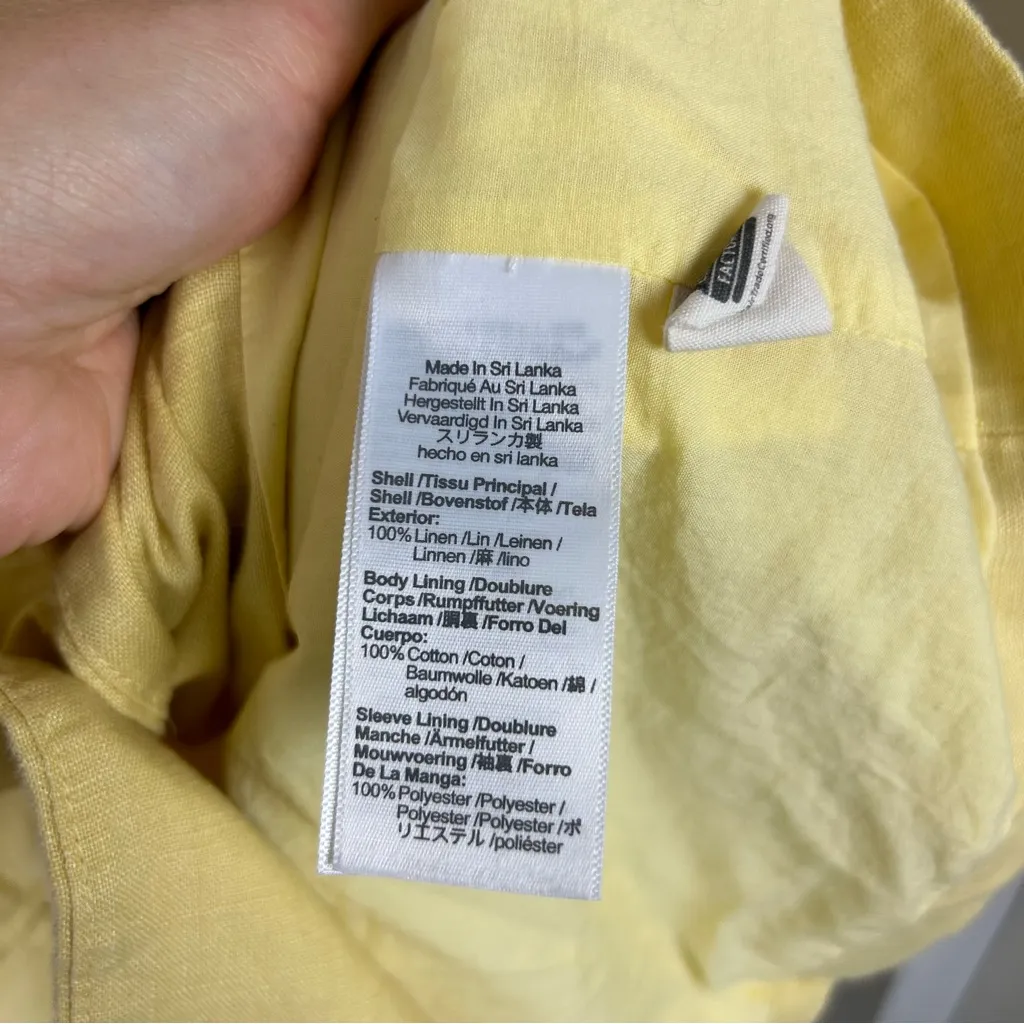 Made In Sri Lanka
Fabriqué Au Sri Lanka
Hergestellt In Sri Lanka
Vervaardigd In Sri Lanka
スリランカ製
hecho en sri lanka
Shell /Tissu Principal /
Shell /Bovenstof /本体 /Tela
Exterior:
100% Linen /Lin /Leinen /
Linnen /麻 /lino
Body Lining /Doublure
Corps /Rumpffutter /Voering
Lichaam /胴裏 /Forro Del
Cuerpo:
100% Cotton /Coton /
Baumwolle /Katoen /綿 /
algodón
Sleeve Lining /Doublure
Manche /Ärmelfutter /
Mouwvoering /袖裏 /Forro
De La Manga:
100% Polyester /Polyester /
Polyester /Polyester /ポ
リエステル /poliéster